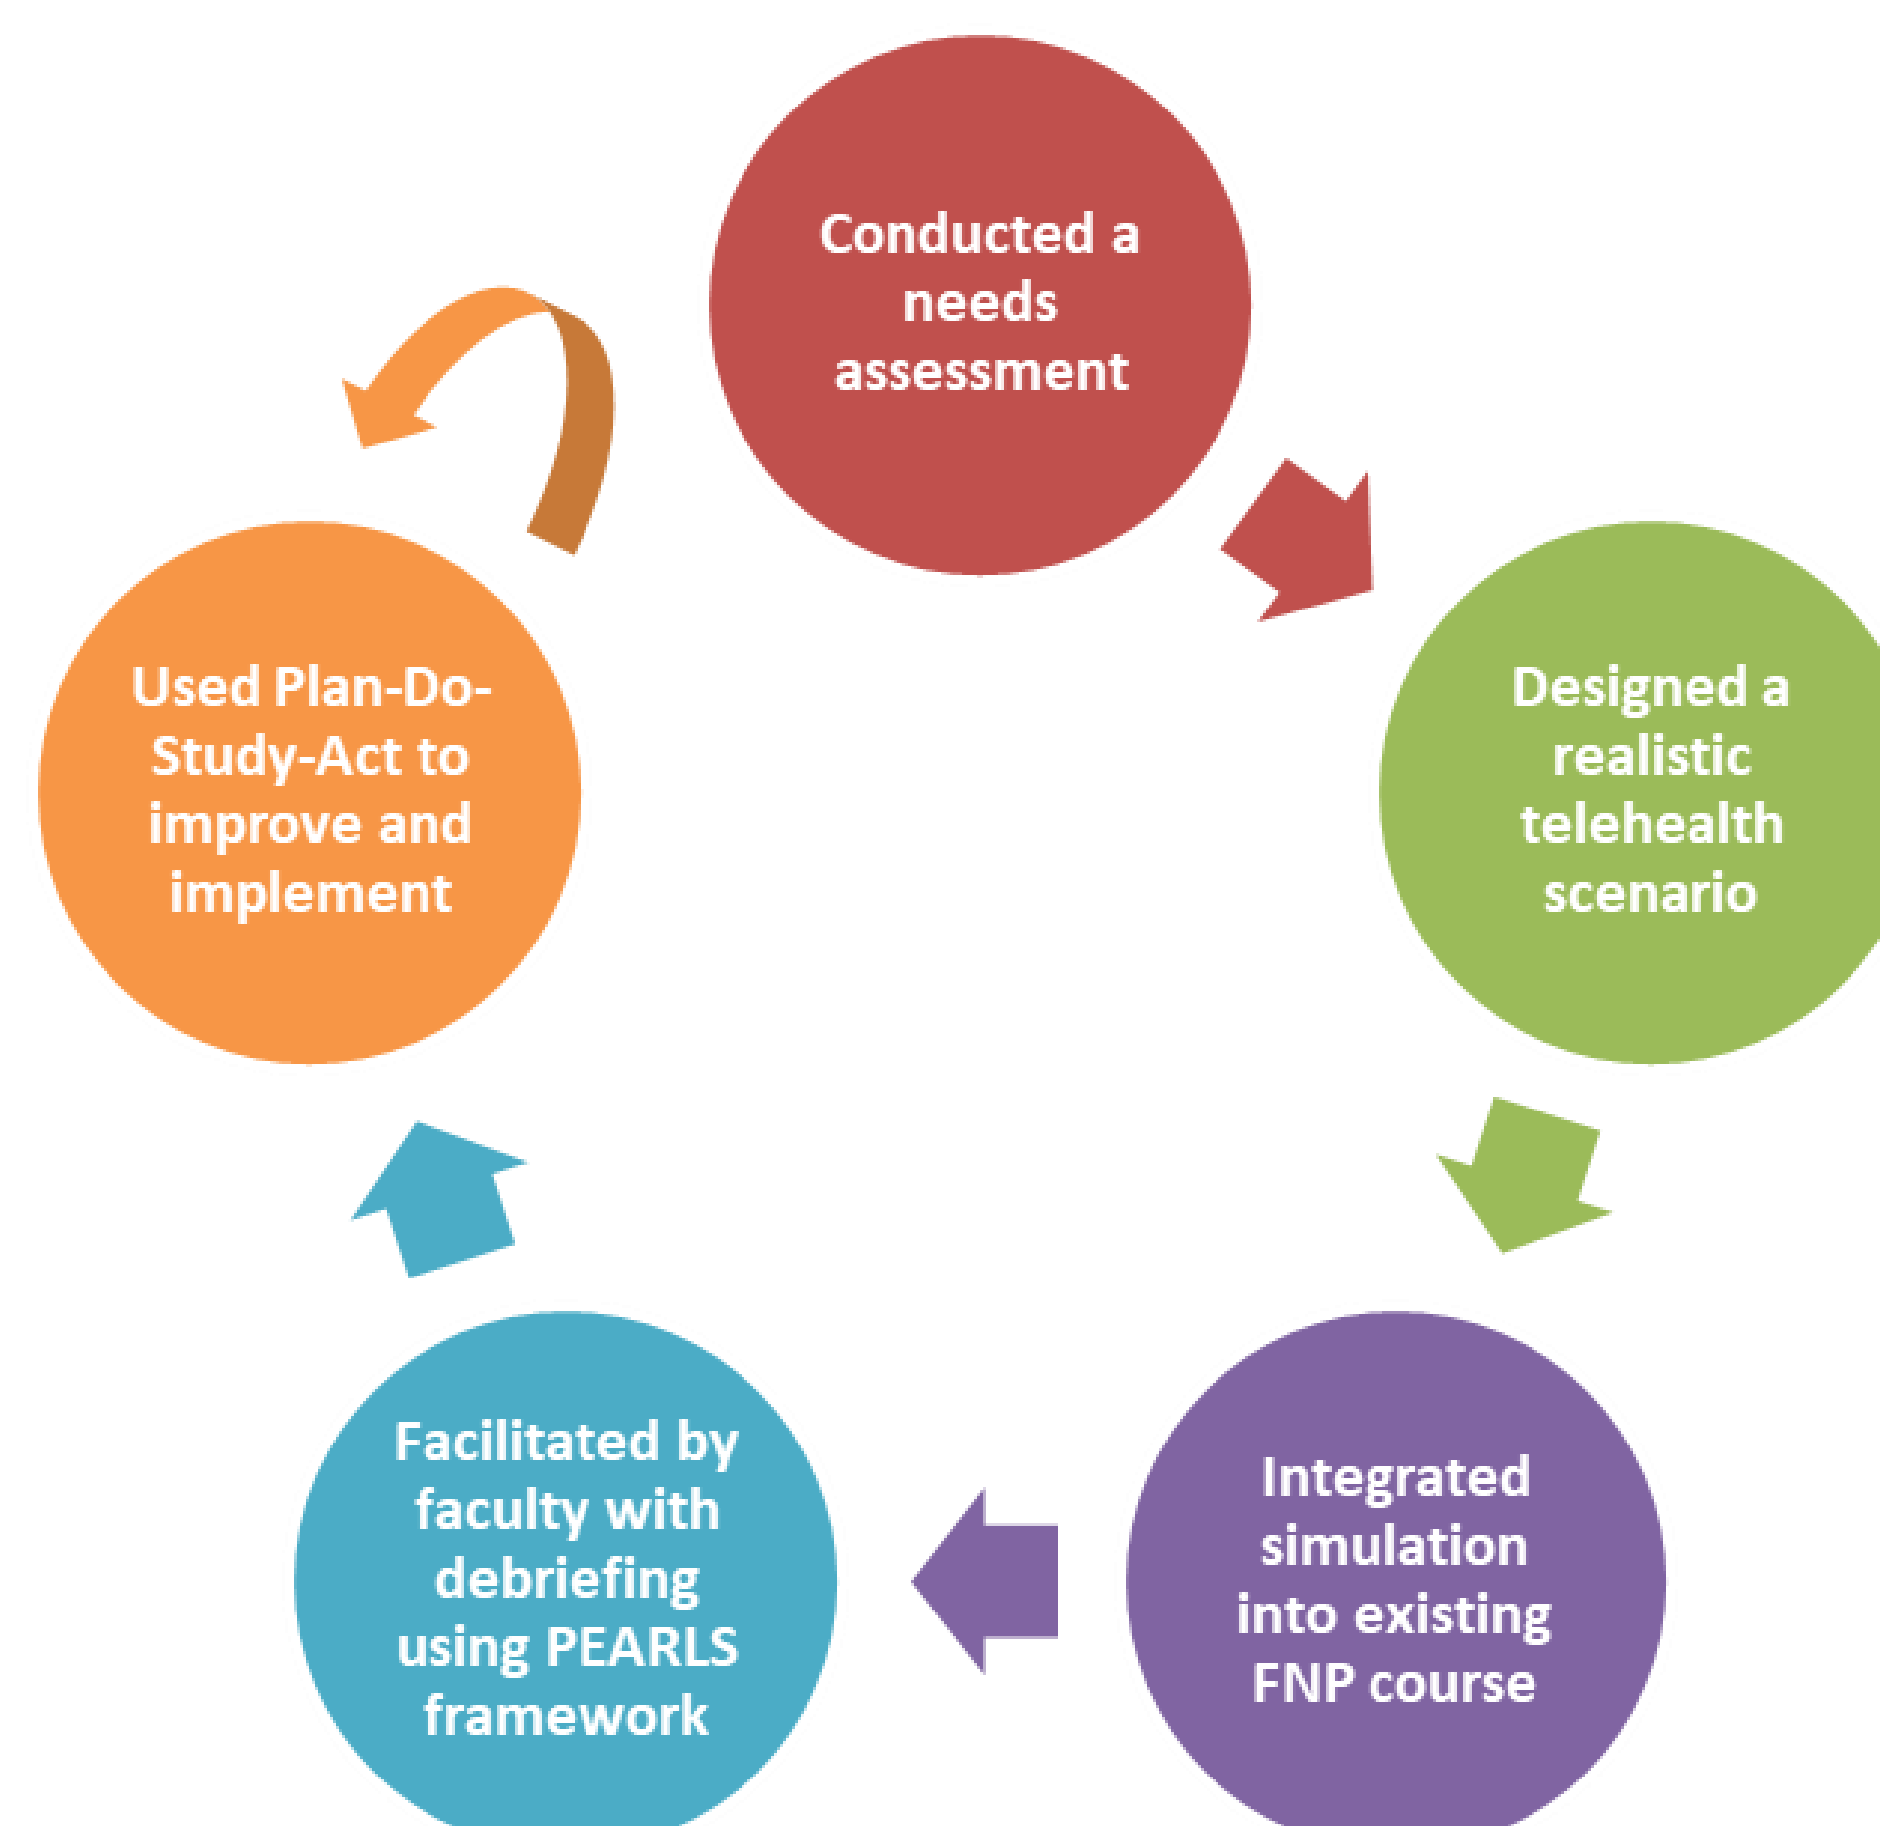 Conducted a
needs
assessment
Designed a
realistic
telehealth
scenario
Integrated
simulation
into existing
FNP course
Facilitated by
faculty with
debriefing
using PEARLS
framework
Used Plan-Do-
Study-Act to
improve and
implement